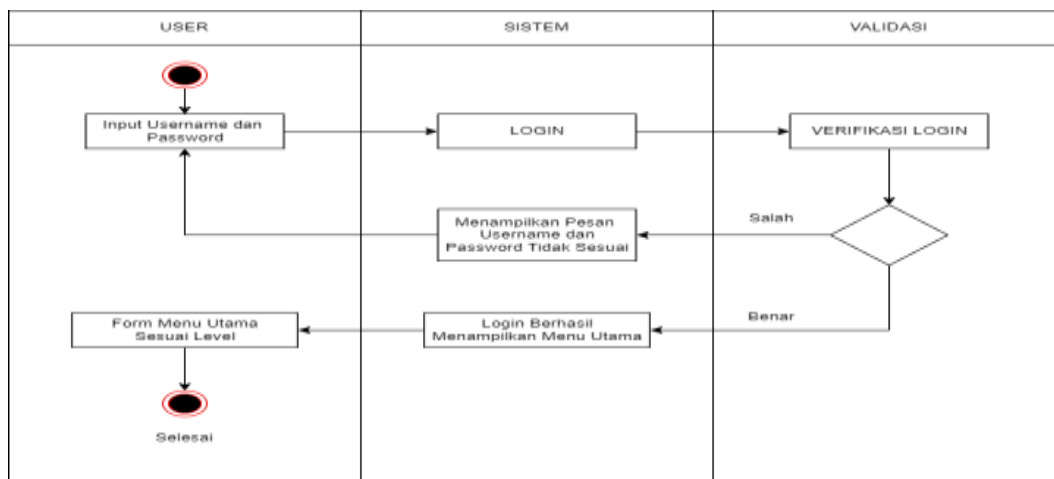 USER
SISTEM
VALIDASI
Input Username dan
Password
LOGIN
VERIFIKASI LOGIN
Menampilkan Pesan
Username dan
Password Tidak Sesuai
Salah
Form Menu Utama
Sesuai Level
Login Berhasil
Menampilkan Menu Utama
Benar
Selesai